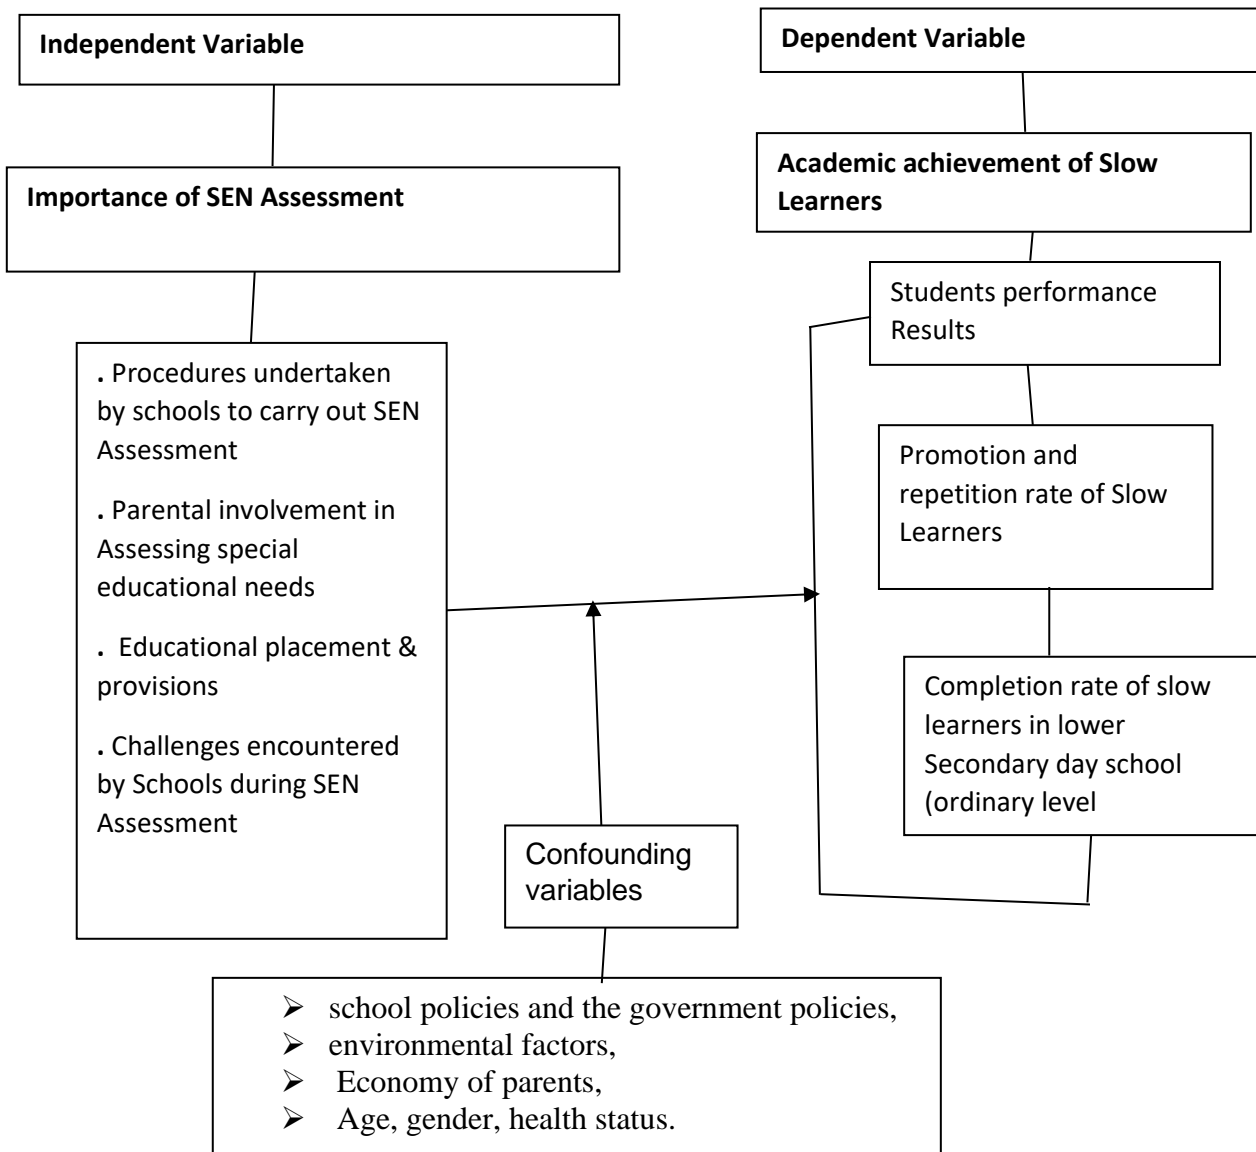 Independent Variable
Importance of SEN Assessment
. Procedures undertaken
by schools to carry out SEN
Assessment
. Parental involvement in
Assessing special
educational needs
. Educational placement &
provisions
. Challenges encountered
by Schools during SEN
Assessment
Dependent Variable
Academic achievement of Slow
Learners
Students performance
Results
Promotion and
repetition rate of Slow
Learners
Completion rate of slow
learners in lower
Secondary day school
(ordinary level
Confounding
variables
➢ school policies and the government policies,
➢ environmental factors,
➢ Economy of parents,
➢ Age, gender, health status.